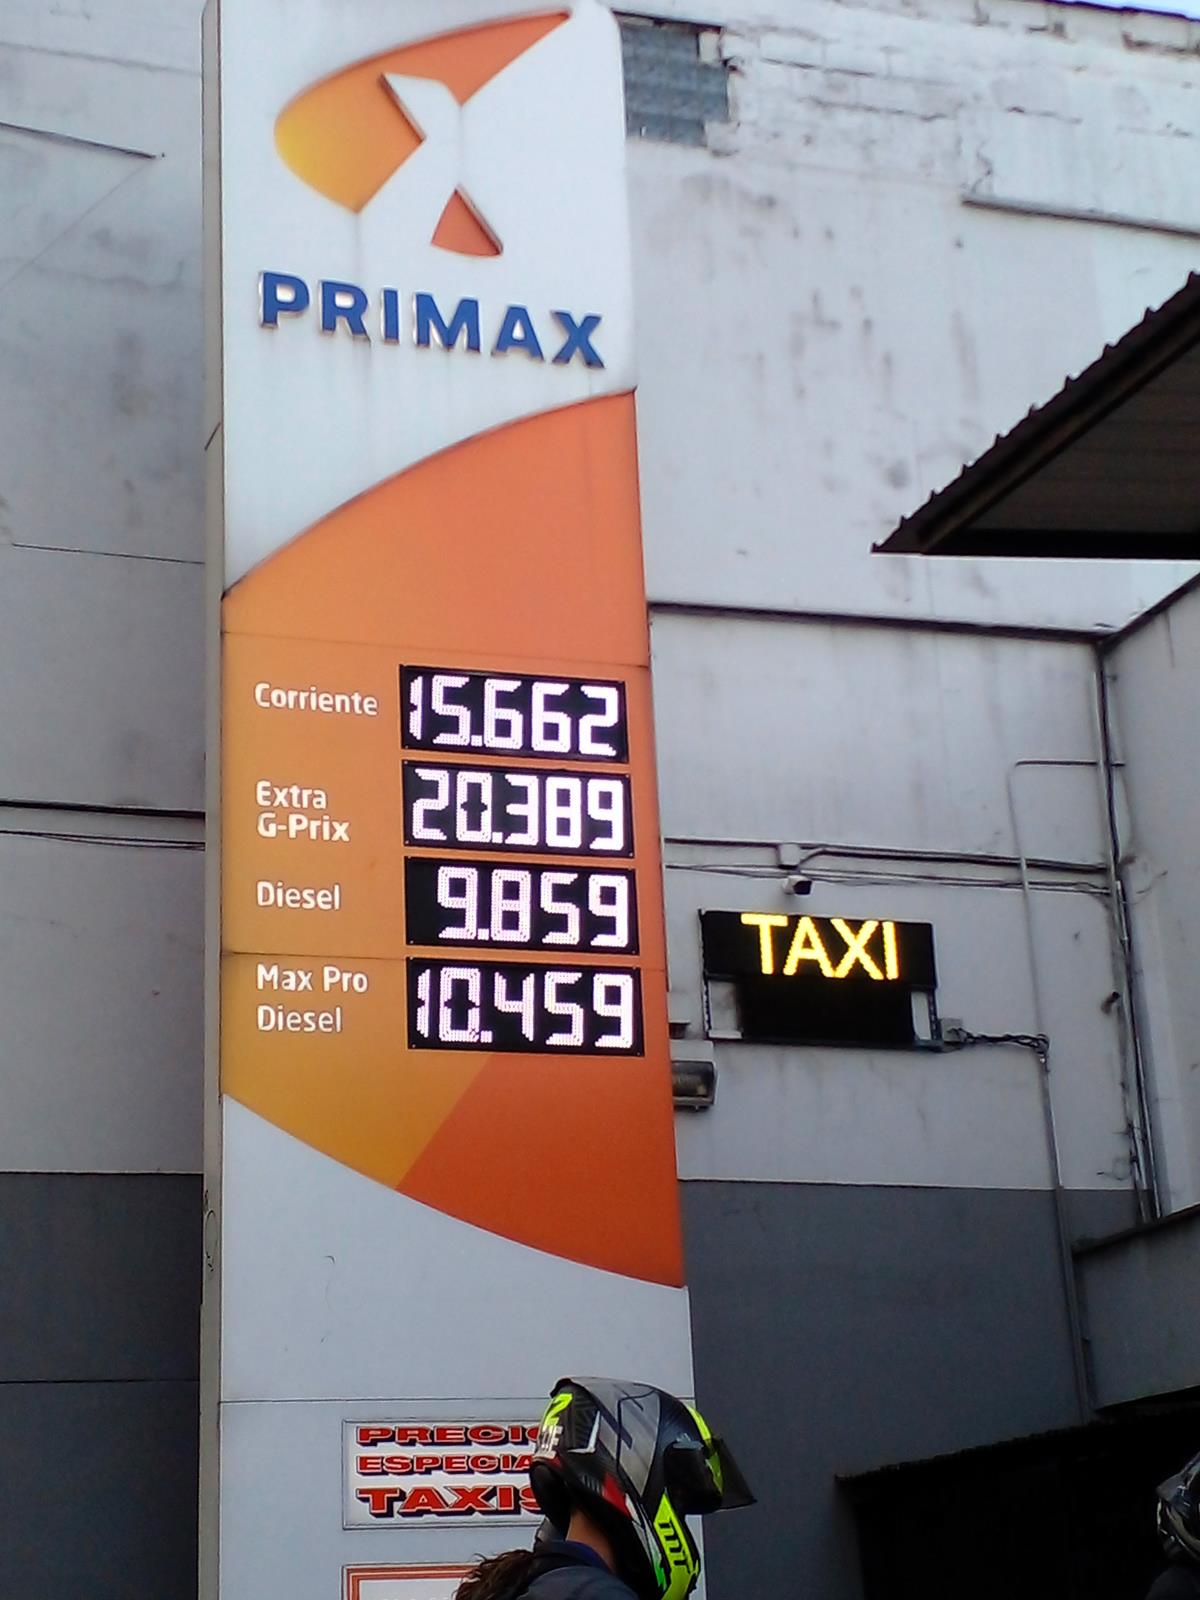 PRIMAX
Corriente 15.662
Extra
G-Prix 20.389
Diesel 9.859
Max Pro
Diesel 10.459
TAXI
TAXIS